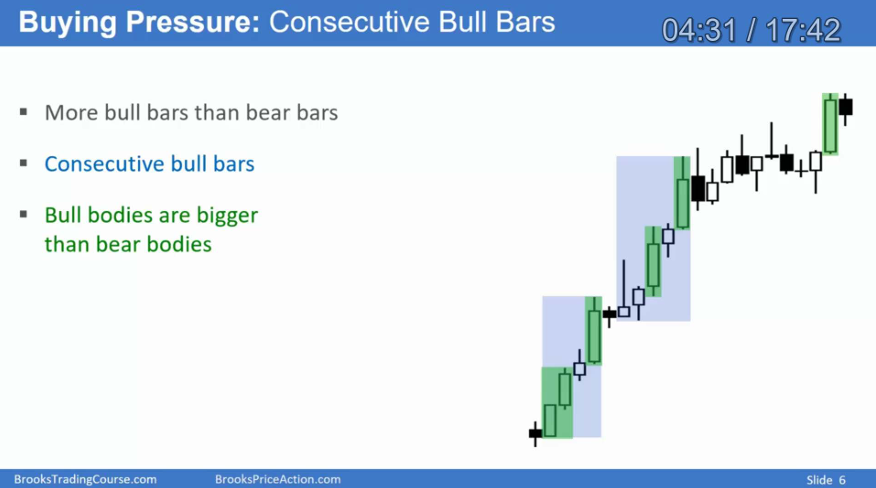 Buying Pressure: Consecutive Bull Bars
04:31 / 17:42
▪ More bull bars than bear bars
▪ Consecutive bull bars
▪ Bull bodies are bigger
than bear bodies
BrooksTradingCourse.com
BrooksPriceAction.com
Slide 6